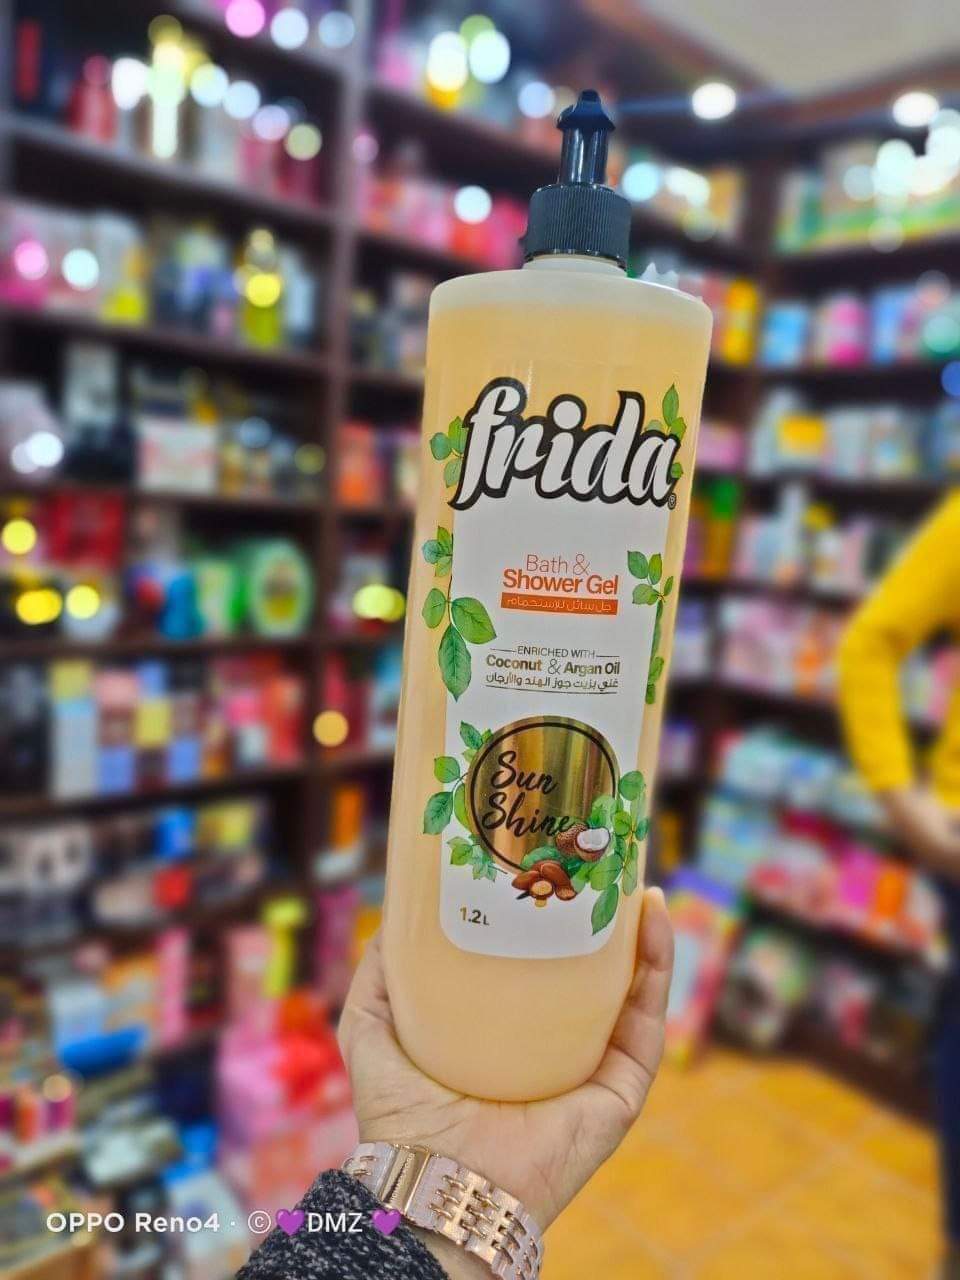 frida®
Bath &
Shower Gel
جل سائل للإستحمام
ENRICHED WITH
Coconut & Argan Oil
غني بزيت جوز الهند والأرجان
Sun
Shine
1.2L
OPPO Reno4 · ©💜DMZ 💜